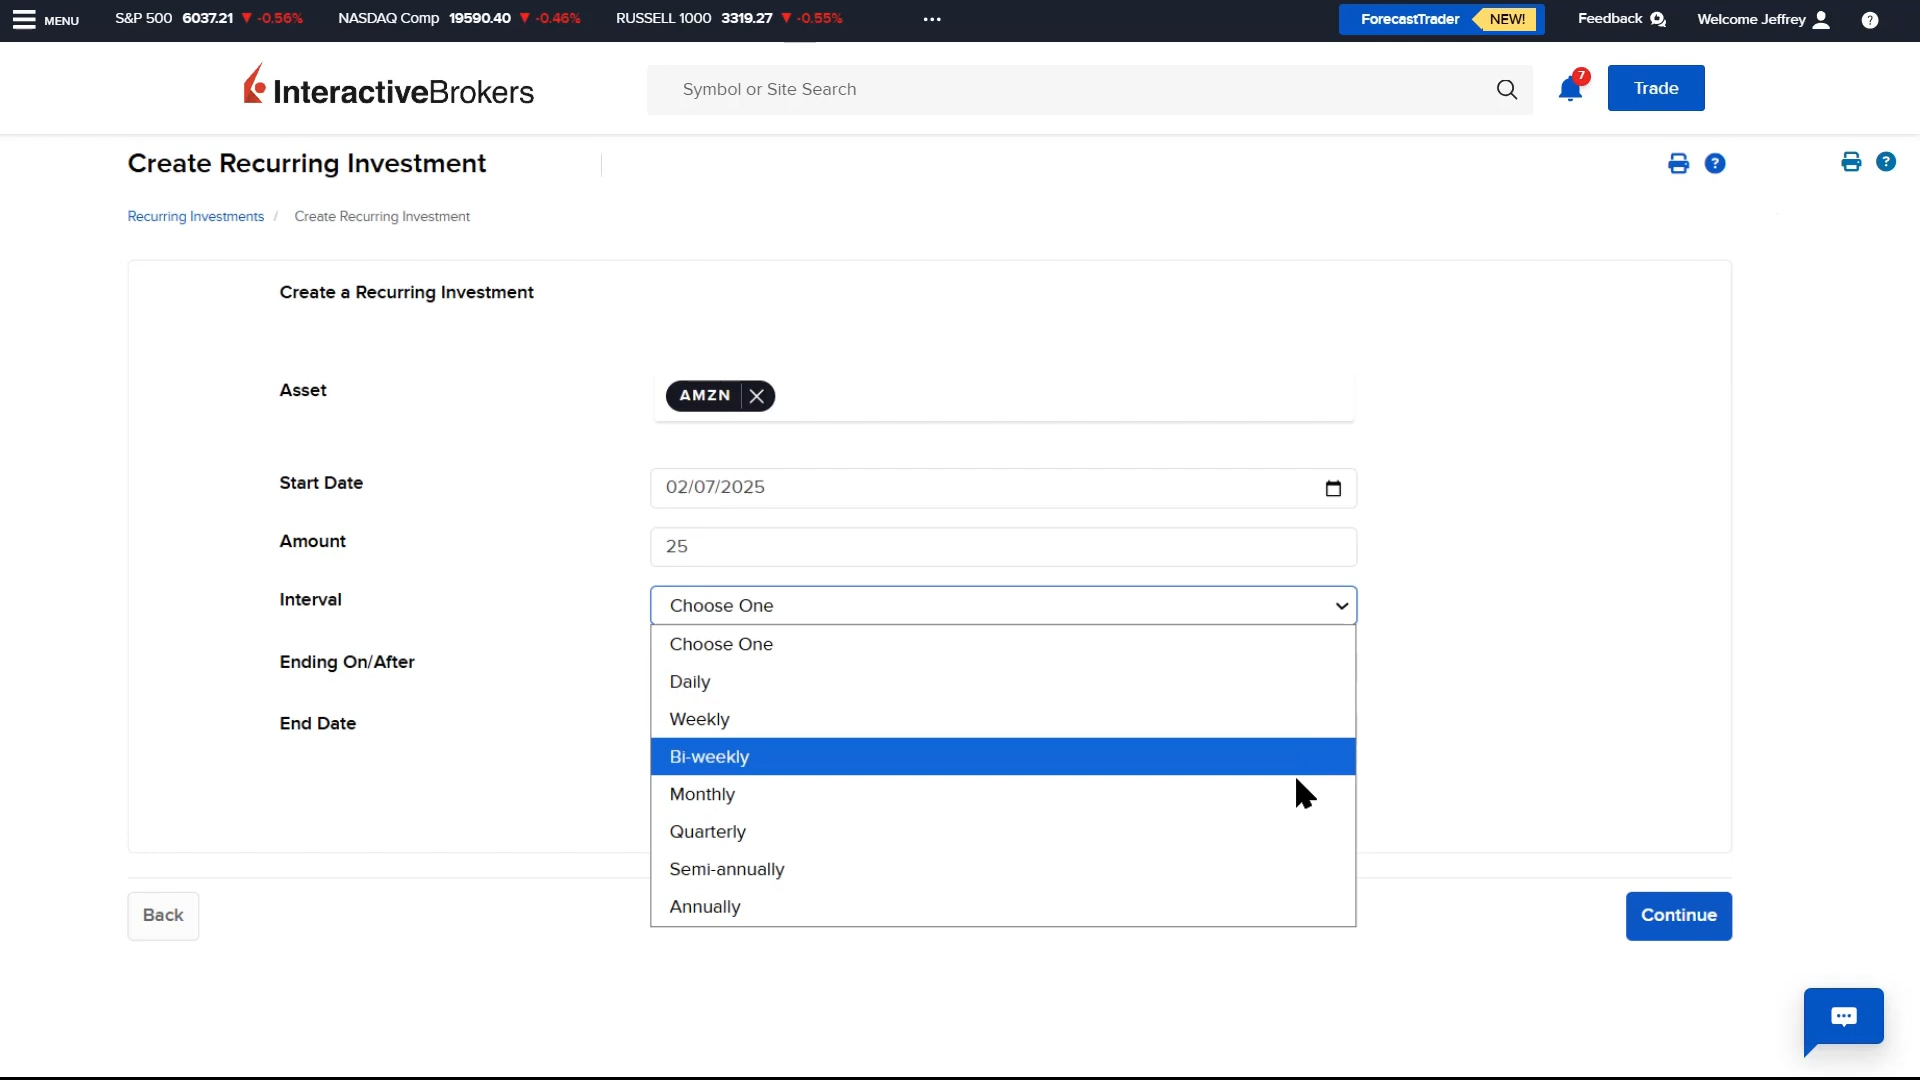 MENU S&P 500 6037.21 ▼ -0.56% NASDAQ Comp 19590.40 ▼ -0.46% RUSSELL 1000 3319.27 ▼ -0.55% ••• ForecastTrader NEW! Feedback Welcome Jeffrey ?
InteractiveBrokers Symbol or Site Search 7 Trade
Create Recurring Investment ? ?
Recurring Investments / Create Recurring Investment
Create a Recurring Investment
Asset AMZN
Start Date 02/07/2025
Amount 25
Interval Choose One
Choose One
Ending On/After
Daily
Weekly
End Date
Bi-weekly
Monthly
Quarterly
Semi-annually
Annually
Back Continue